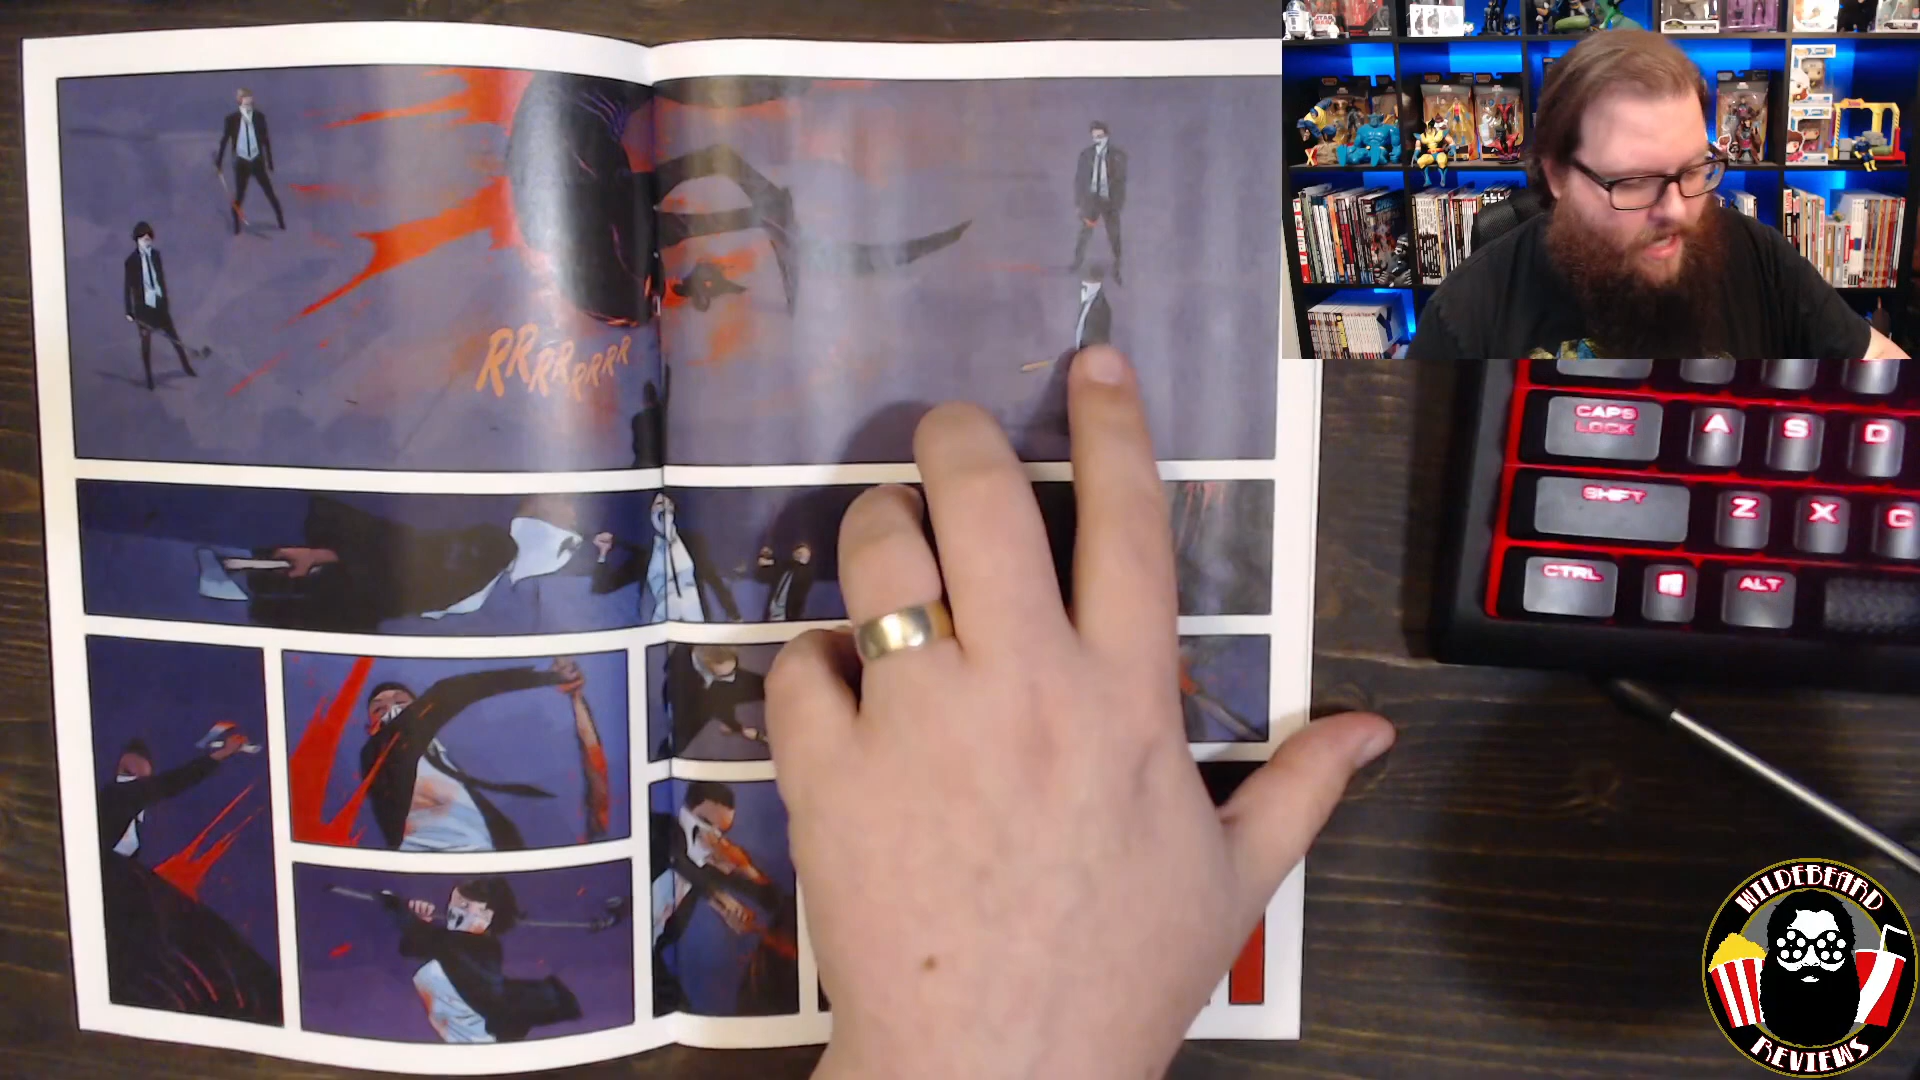 RRRRRRRR
CAPS
LOCK
A
S
D
SHIFT
Z
X
C
CTRL
ALT
WILDEBEARD
REVIEWS